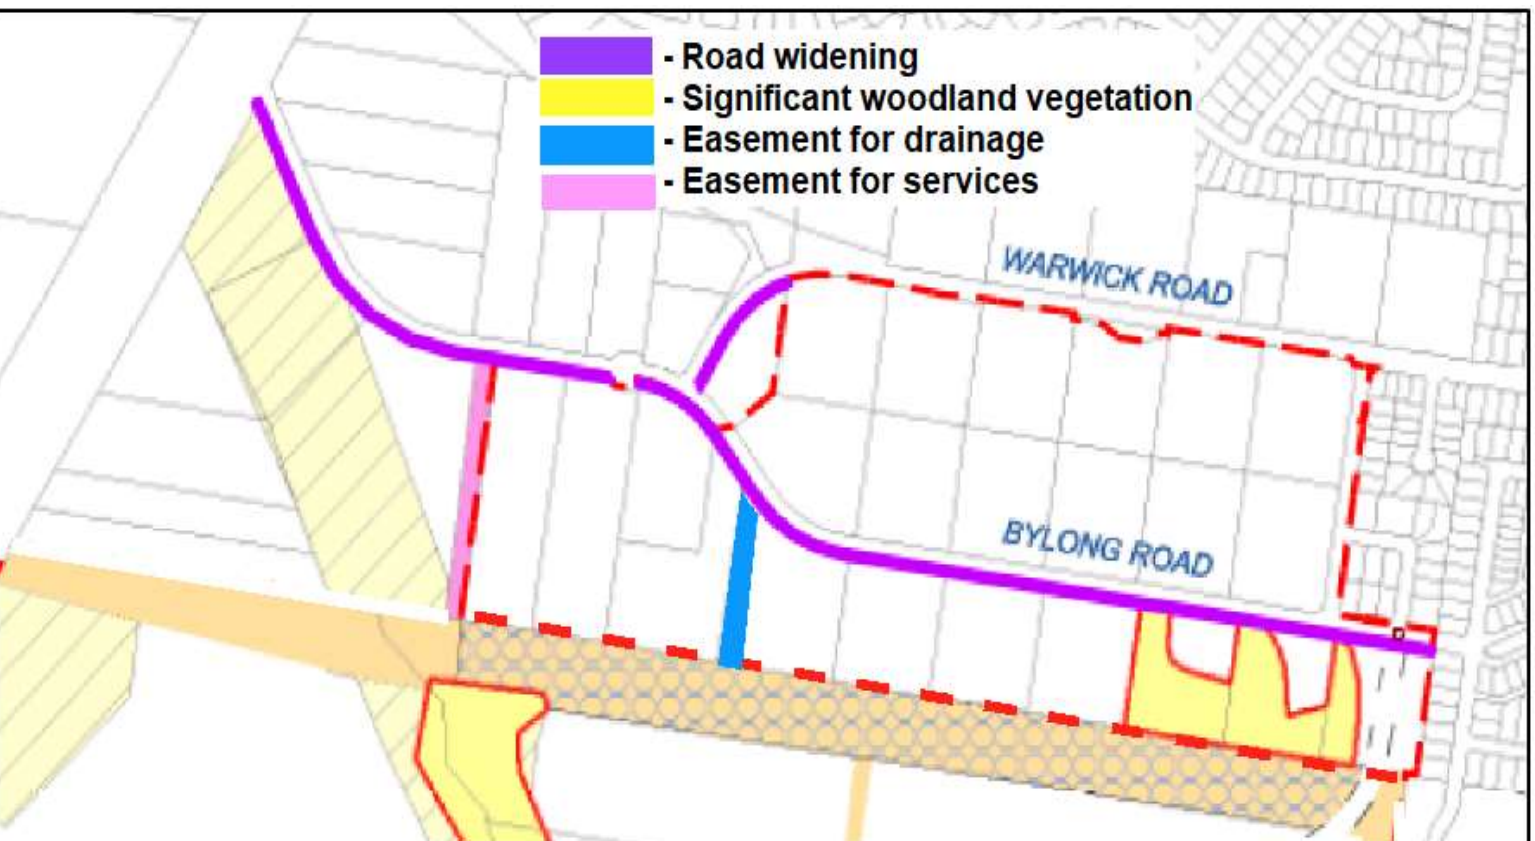 - Road widening
- Significant woodland vegetation
- Easement for drainage
- Easement for services
WARWICK ROAD
BYLONG ROAD